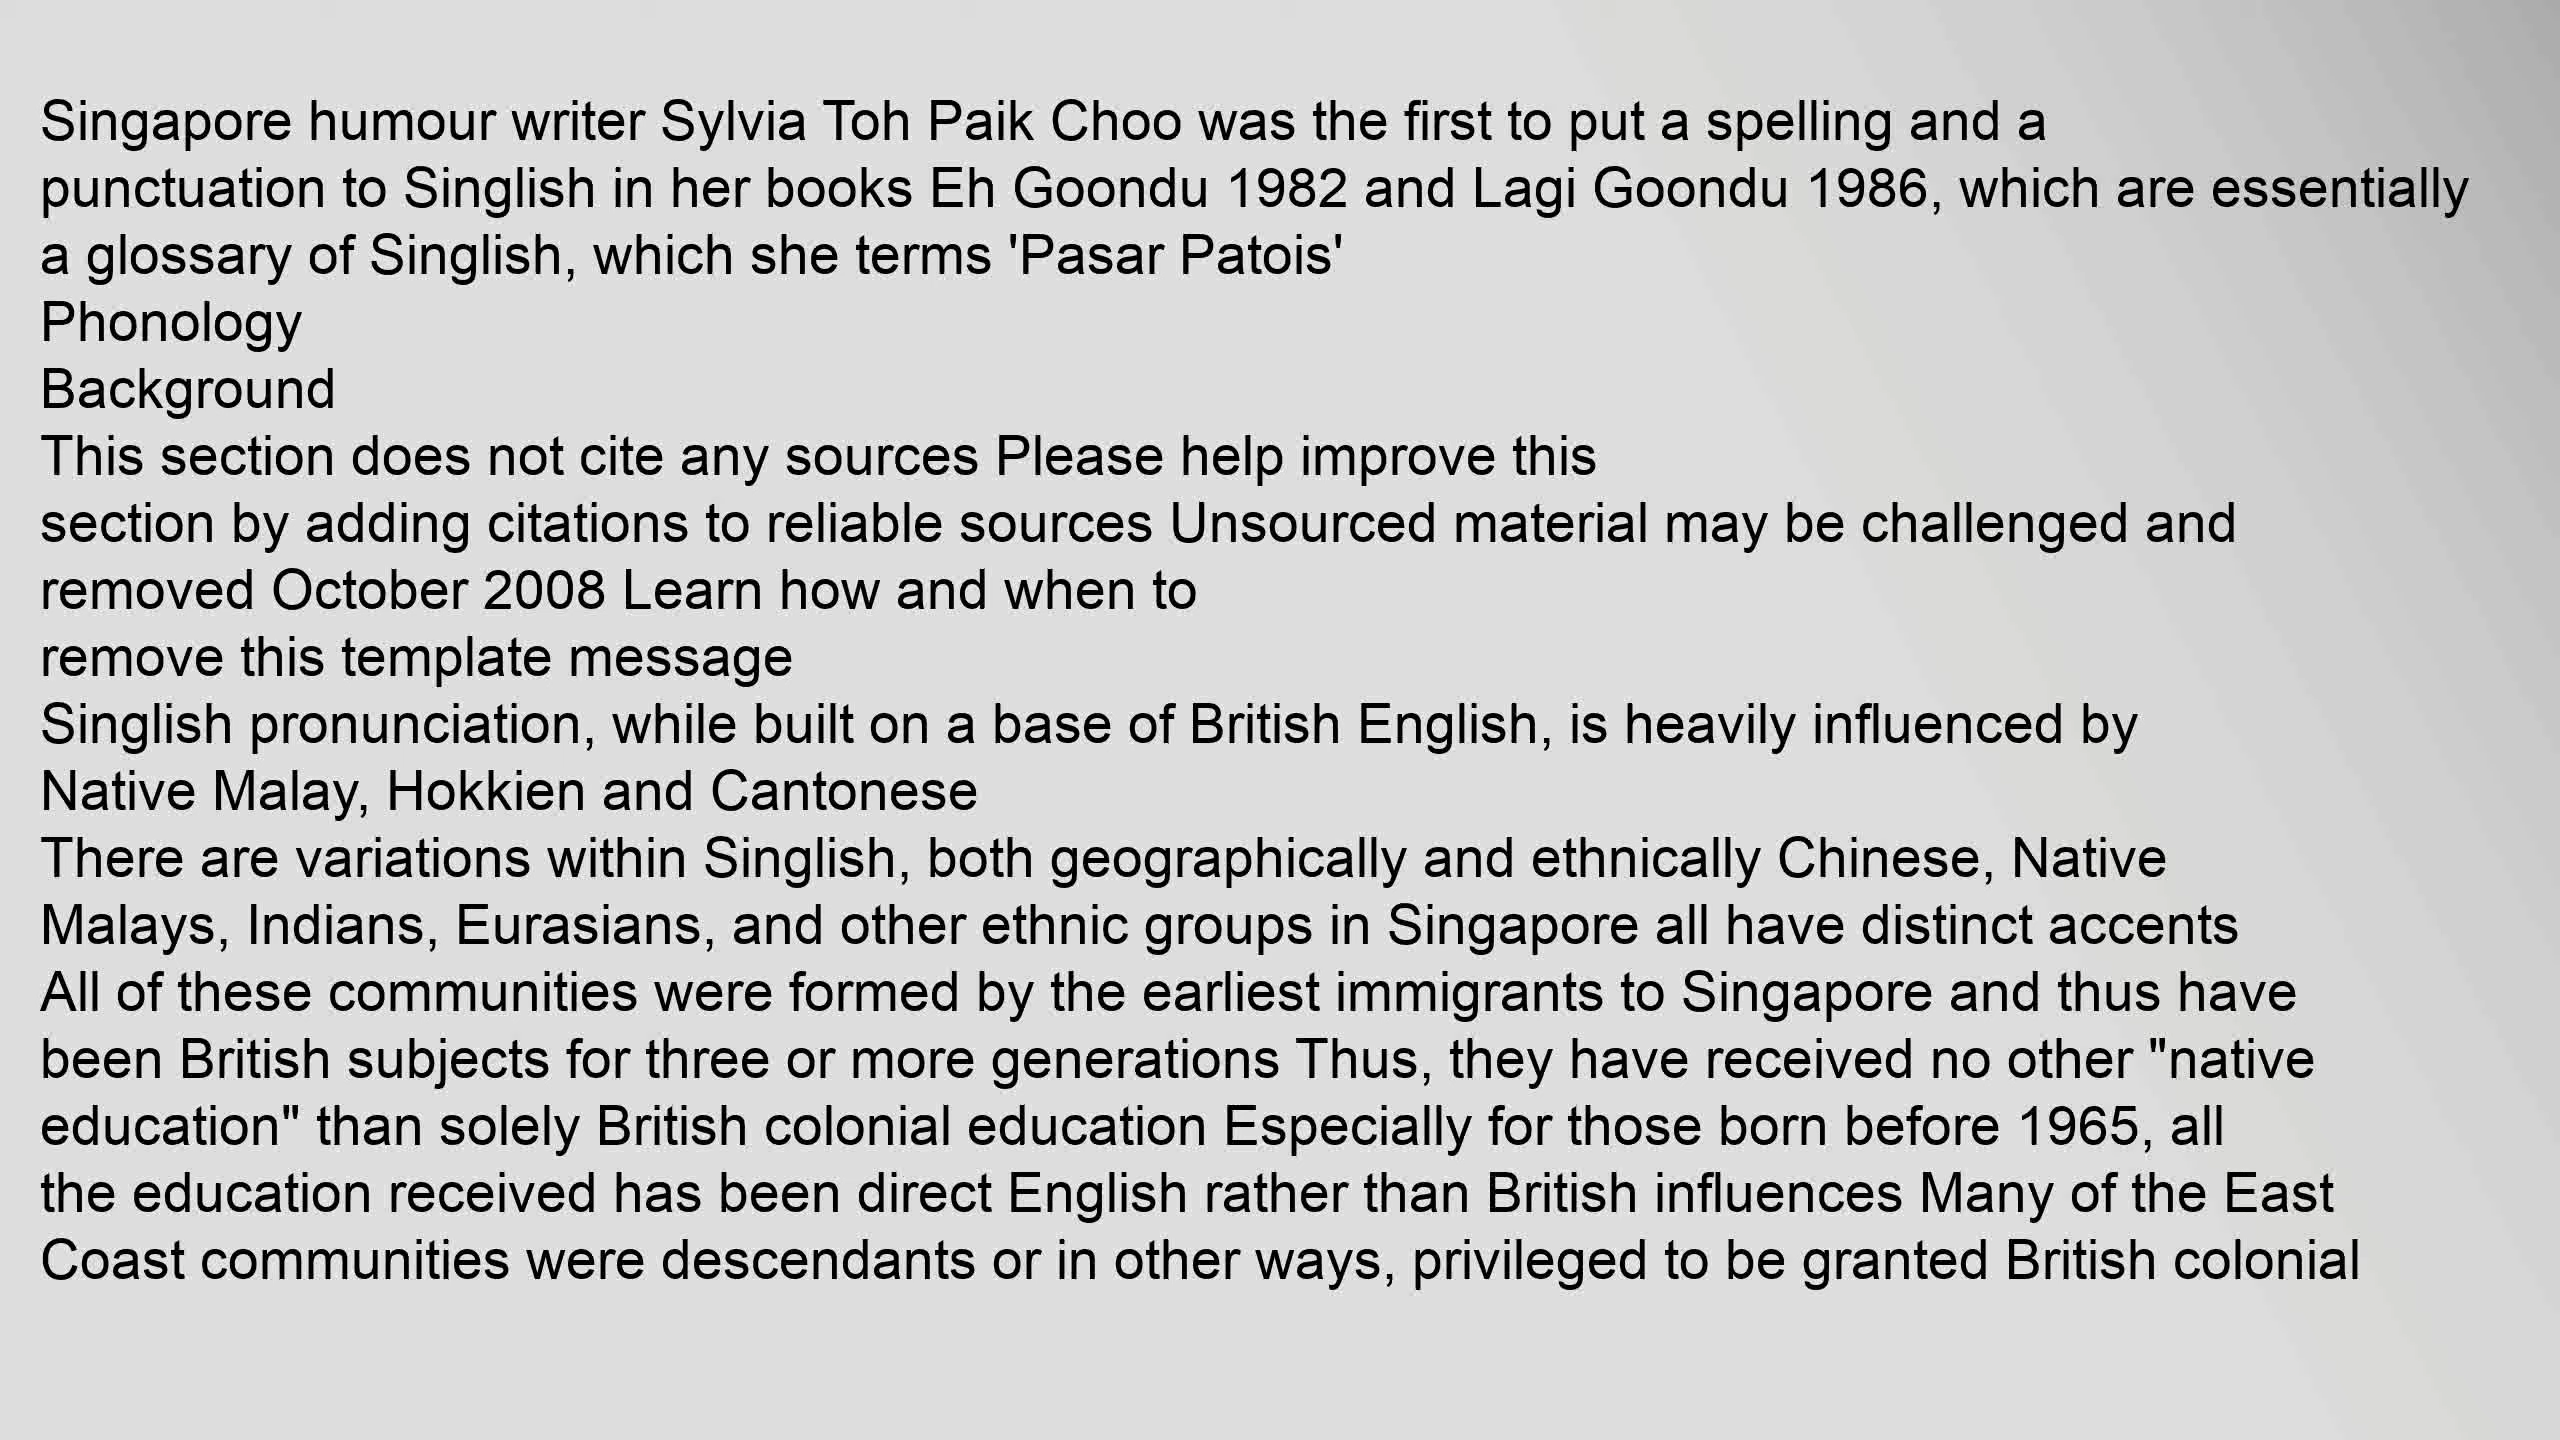 Singapore humour writer Sylvia Toh Paik Choo was the first to put a spelling and a
punctuation to Singlish in her books Eh Goondu 1982 and Lagi Goondu 1986, which are essentially
a glossary of Singlish, which she terms 'Pasar Patois'
Phonology
Background
This section does not cite any sources Please help improve this
section by adding citations to reliable sources Unsourced material may be challenged and
removed October 2008 Learn how and when to
remove this template message
Singlish pronunciation, while built on a base of British English, is heavily influenced by
Native Malay, Hokkien and Cantonese
There are variations within Singlish, both geographically and ethnically Chinese, Native
Malays, Indians, Eurasians, and other ethnic groups in Singapore all have distinct accents
All of these communities were formed by the earliest immigrants to Singapore and thus have
been British subjects for three or more generations Thus, they have received no other "native
education" than solely British colonial education Especially for those born before 1965, all
the education received has been direct English rather than British influences Many of the East
Coast communities were descendants or in other ways, privileged to be granted British colonial